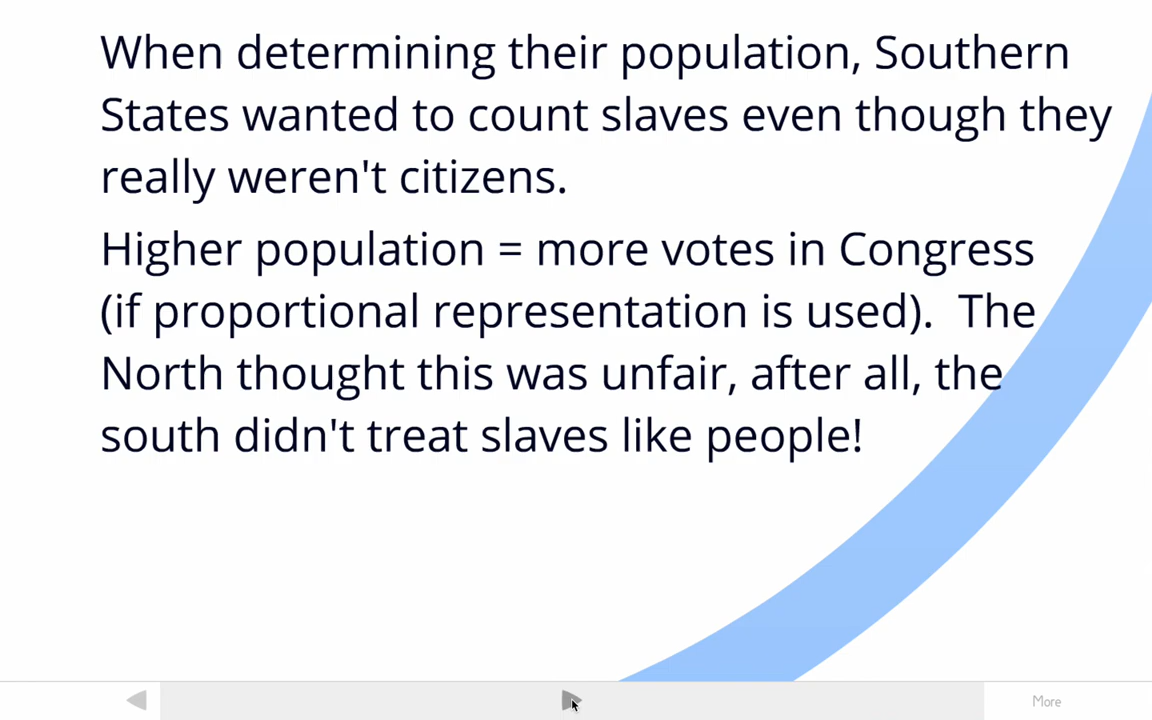 When determining their population, Southern
States wanted to count slaves even though they
really weren't citizens.
Higher population = more votes in Congress
(if proportional representation is used).  The
North thought this was unfair, after all, the
south didn't treat slaves like people!
More